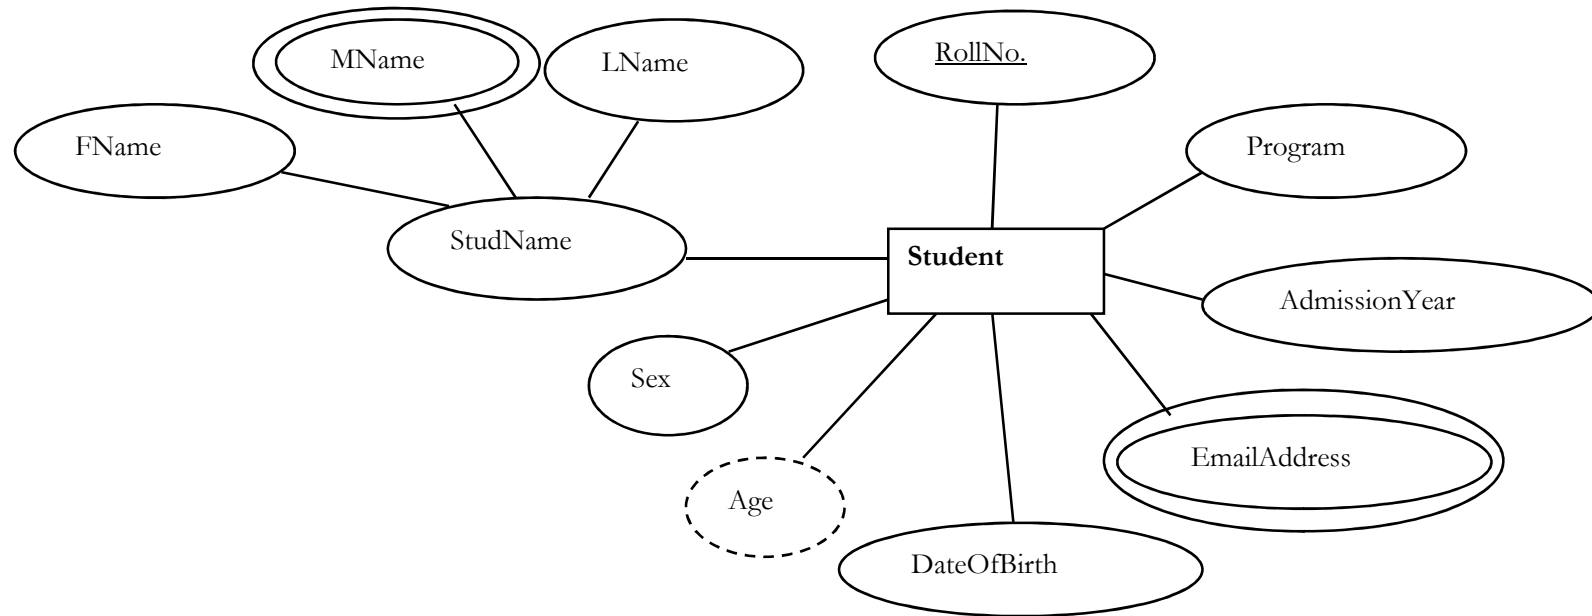 MName
LName
RollNo.
FName
Program
StudName
Student
AdmissionYear
Sex
EmailAddress
Age
DateOfBirth